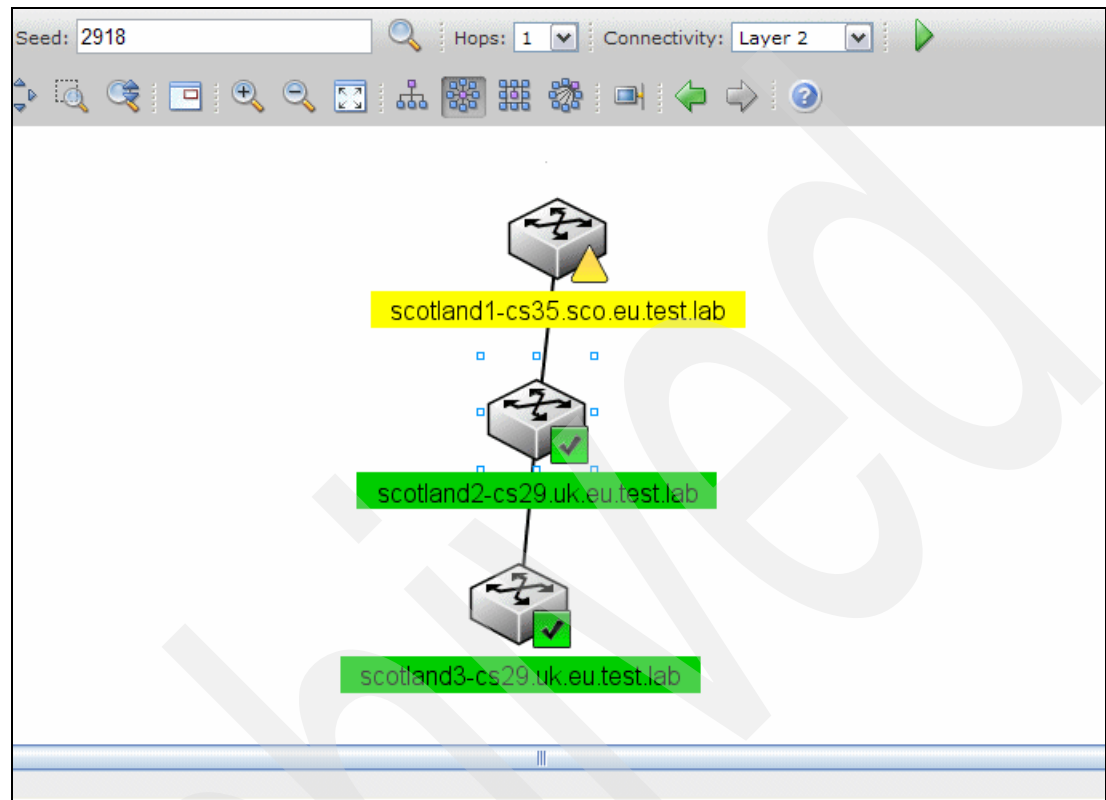 Seed: 2918 Hops: 1 Connectivity: Layer 2
scotland1-cs35.sco.eu.test.lab
scotland2-cs29.uk.eu.test.lab
scotland3-cs29.uk.eu.test.lab